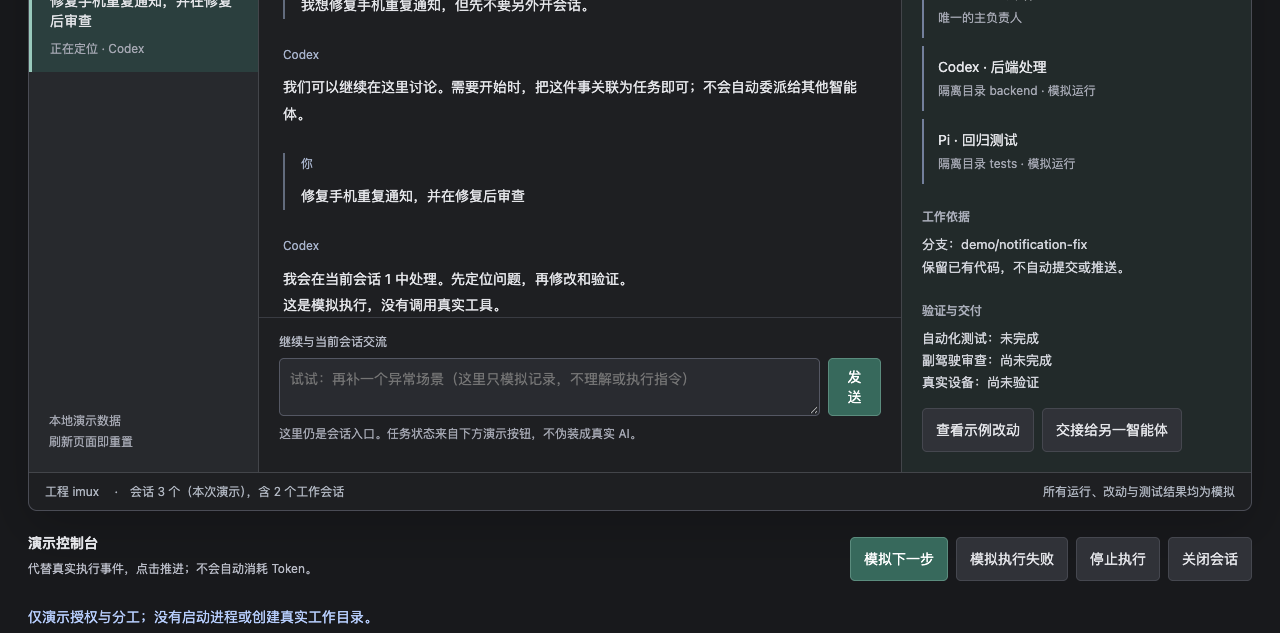 修复手机重复通知，并在修复
后审查
正在定位 · Codex
本地演示数据
刷新页面即重置
我想修复手机重复通知，但先不要另外开会话。
Codex
我们可以继续在这里讨论。需要开始时，把这件事关联为任务即可；不会自动委派给其他智能
体。
你
修复手机重复通知，并在修复后审查
Codex
我会在当前会话 1 中处理。先定位问题，再修改和验证。
这是模拟执行，没有调用真实工具。
继续与当前会话交流
试试：再补一个异常场景（这里只模拟记录，不理解或执行指令）
发
送
这里仍是会话入口。任务状态来自下方演示按钮，不伪装成真实 AI。
唯一的主负责人
Codex · 后端处理
隔离目录 backend · 模拟运行
Pi · 回归测试
隔离目录 tests · 模拟运行
工作依据
分支：demo/notification-fix
保留已有代码，不自动提交或推送。
验证与交付
自动化测试：未完成
副驾驶审查：尚未完成
真实设备：尚未验证
查看示例改动
交接给另一智能体
工程 imux · 会话 3 个（本次演示），含 2 个工作会话
所有运行、改动与测试结果均为模拟
演示控制台
代替真实执行事件，点击推进；不会自动消耗 Token。
模拟下一步
模拟执行失败
停止执行
关闭会话
仅演示授权与分工；没有启动进程或创建真实工作目录。